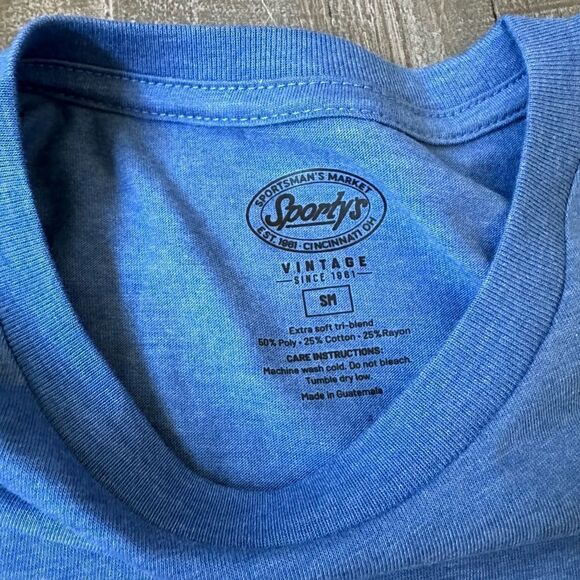 SPORTSMAN'S MARKET
Sporty's
EST. 1961 · CINCINNATI OH
VINTAGE
SINCE 1961
SM
Extra soft tri-blend
50% Poly • 25% Cotton • 25% Rayon
CARE INSTRUCTIONS:
Machine wash cold. Do not bleach.
Tumble dry low.
Made in Guatemala